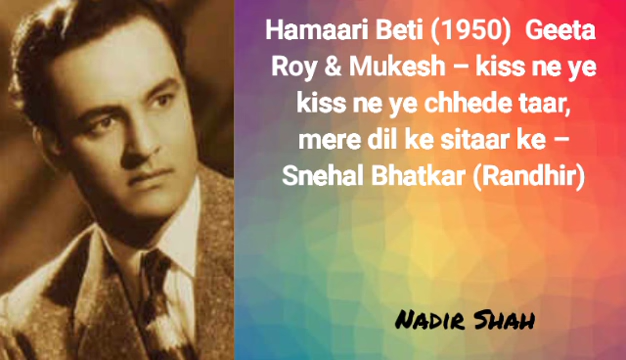 Hamaari Beti (1950)  Geeta
Roy & Mukesh – kiss ne ye
kiss ne ye chhede taar,
mere dil ke sitaar ke –
Snehal Bhatkar (Randhir)
Nadir Shah